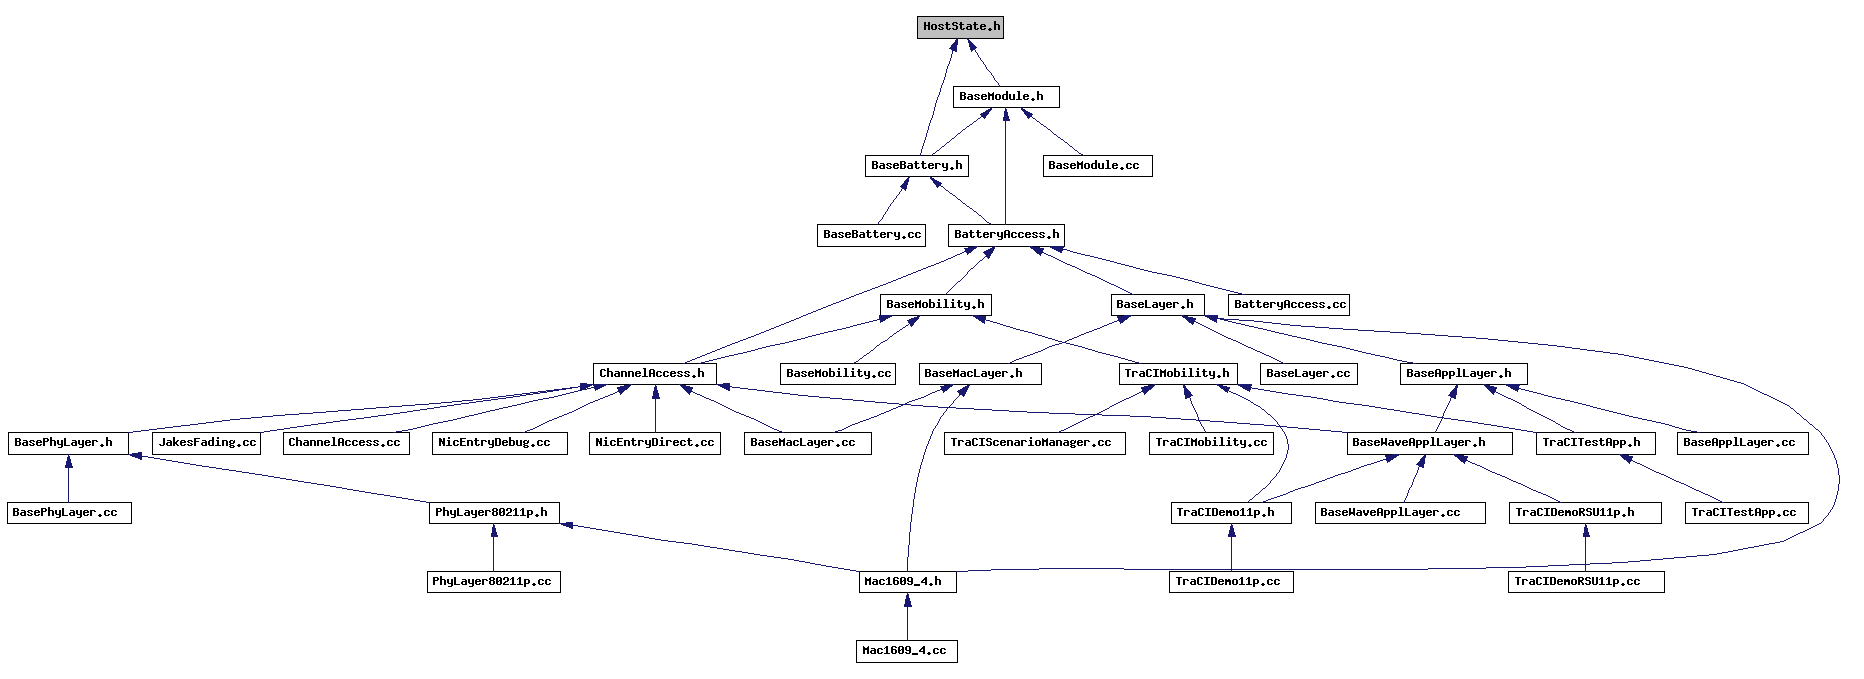 HostState.h
BaseModule.h
BaseBattery.h
BaseModule.cc
BaseBattery.cc
BatteryAccess.h
BaseMobility.h
BaseLayer.h
BatteryAccess.cc
ChannelAccess.h
BaseMobility.cc
BaseMacLayer.h
TraCIMobility.h
BaseLayer.cc
BaseApplLayer.h
BasePhyLayer.h
JakesFading.cc
ChannelAccess.cc
NicEntryDebug.cc
NicEntryDirect.cc
BaseMacLayer.cc
TraCIScenarioManager.cc
TraCIMobility.cc
BaseWaveApplLayer.h
TraCITestApp.h
BaseApplLayer.cc
BasePhyLayer.cc
PhyLayer80211p.h
TraCIDemo11p.h
BaseWaveApplLayer.cc
TraCIDemoRSU11p.h
TraCITestApp.cc
PhyLayer80211p.cc
Mac1609_4.h
TraCIDemo11p.cc
TraCIDemoRSU11p.cc
Mac1609_4.cc